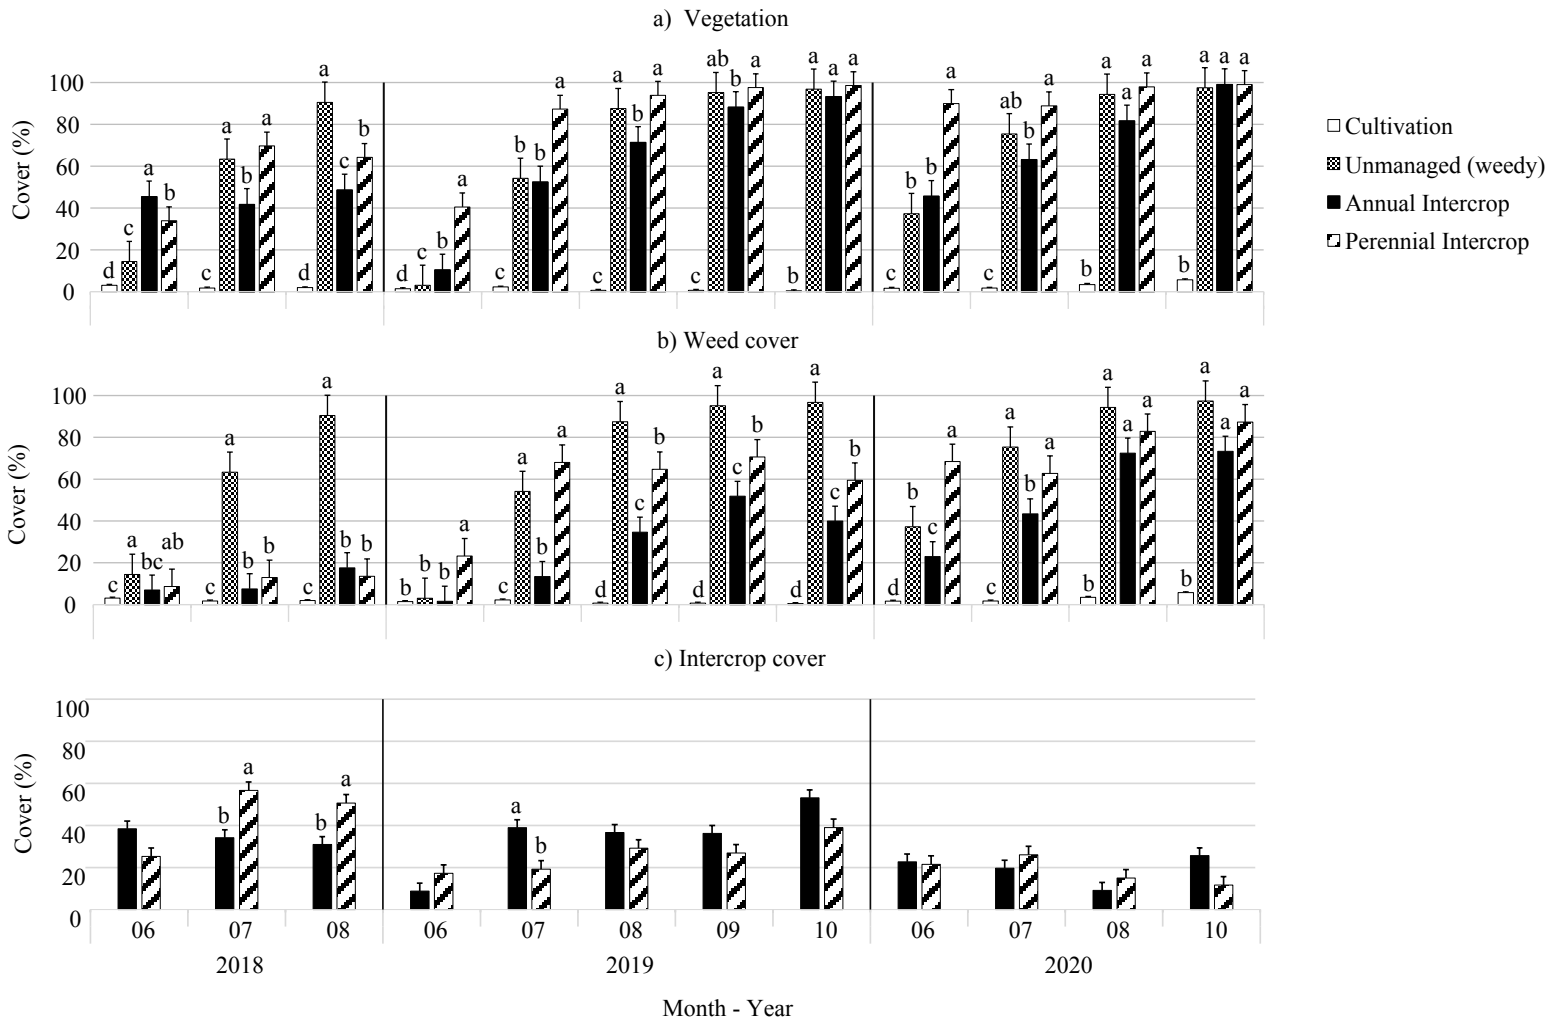 a) Vegetation
Cover (%)
100
80
60
40
20
0
d c a b
c a b a
d a c b
d c b a
c b b a
c a b a
c ab b a
b a a a
c b b a
c ab b a
b a a a
b a a a
Cultivation
Unmanaged (weedy)
Annual Intercrop
Perennial Intercrop
b) Weed cover
Cover (%)
100
80
60
40
20
0
c a bc ab
c a b b
c a b b
b b b a
c a b a
d a c b
d a c b
d a c b
d b c a
c a b a
b a a a
b a a a
c) Intercrop cover
Cover (%)
100
80
60
40
20
0
b a
b a
a b
06 07 08 06 07 08 09 10 06 07 08 10
2018 2019 2020
Month - Year